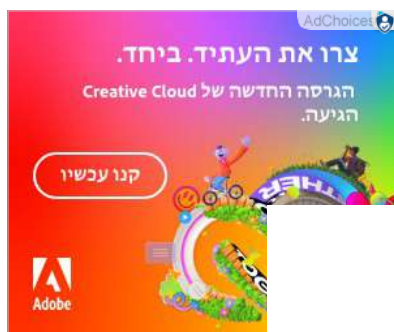 AdChoices
צרו את העתיד. ביחד.
הגרסה החדשה של Creative Cloud
הגיעה.
קנו עכשיו
Adobe